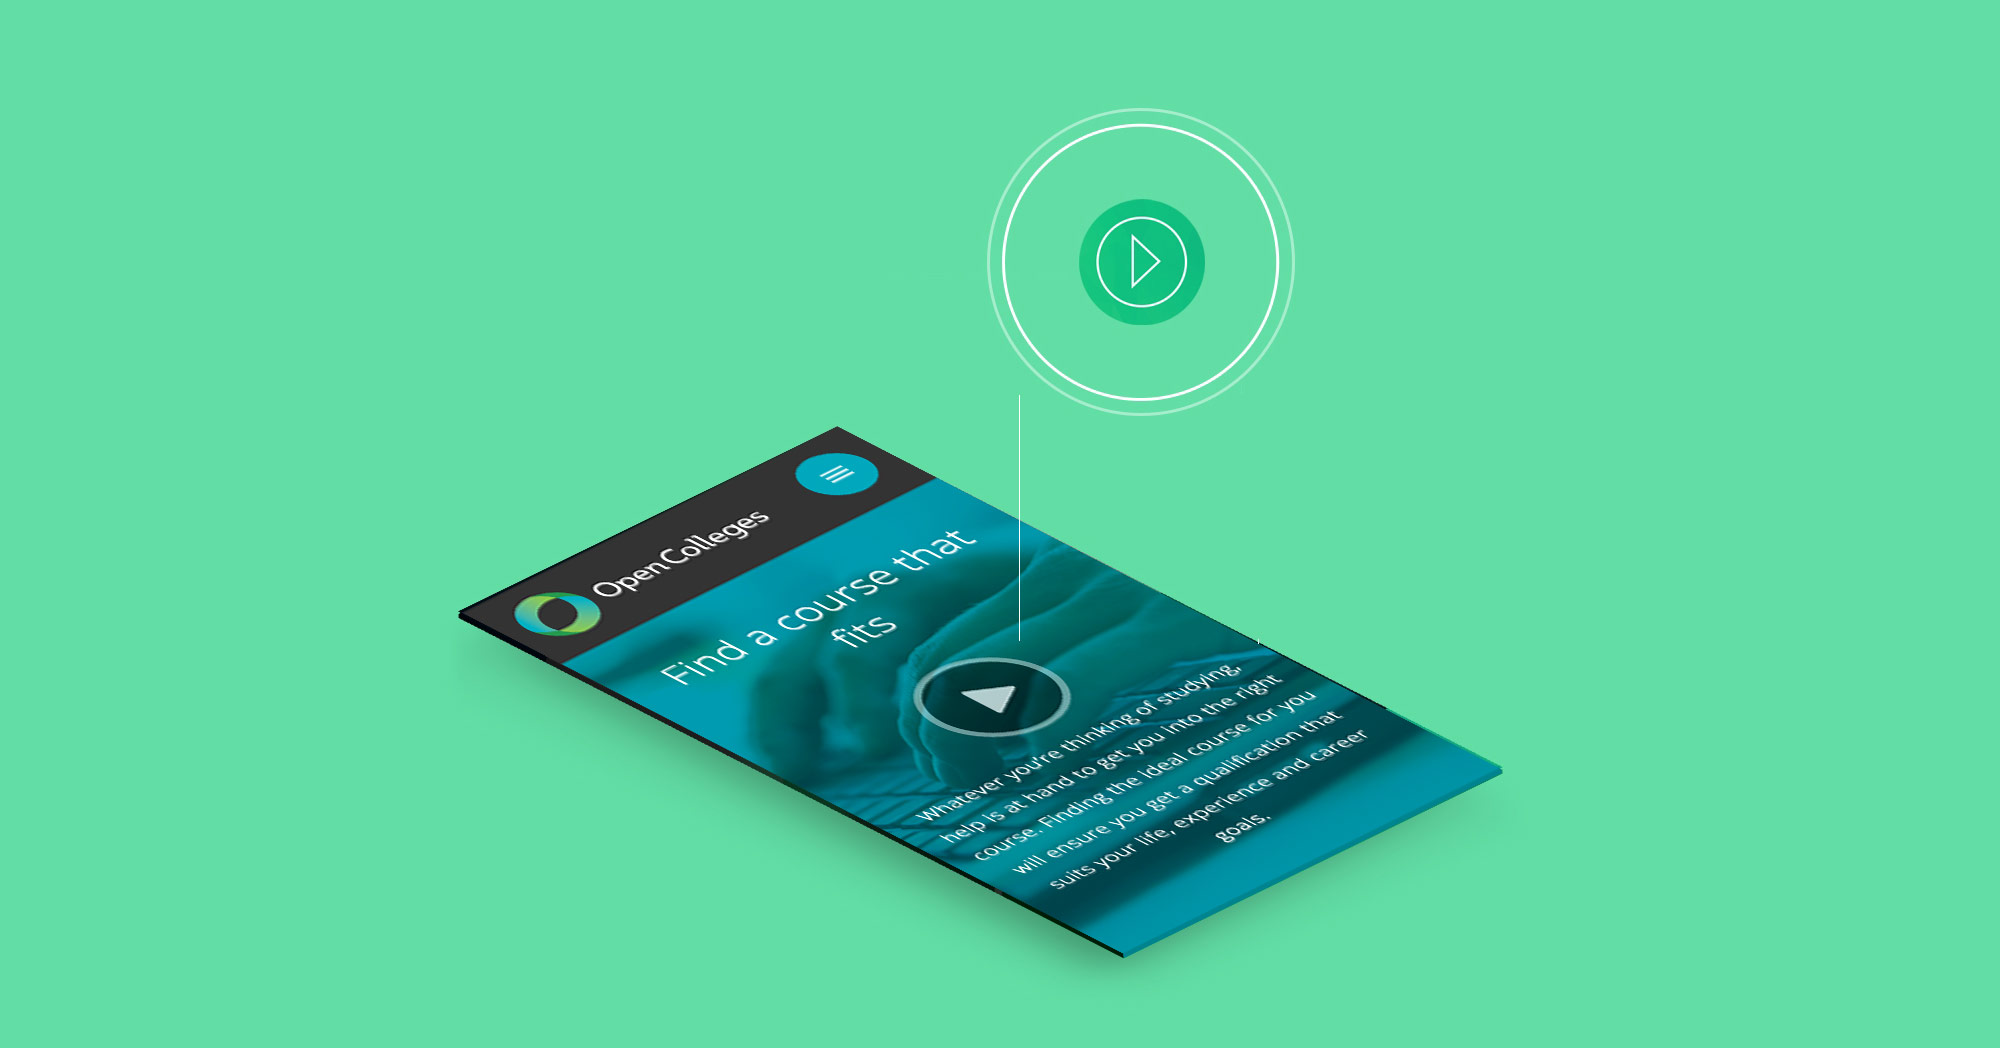 OpenColleges
Find a course that
fits
Whatever you're thinking of studying,
help is at hand to get you into the right
course. Finding the ideal course for you
will ensure you get a qualification that
suits your life, experience and career
goals.